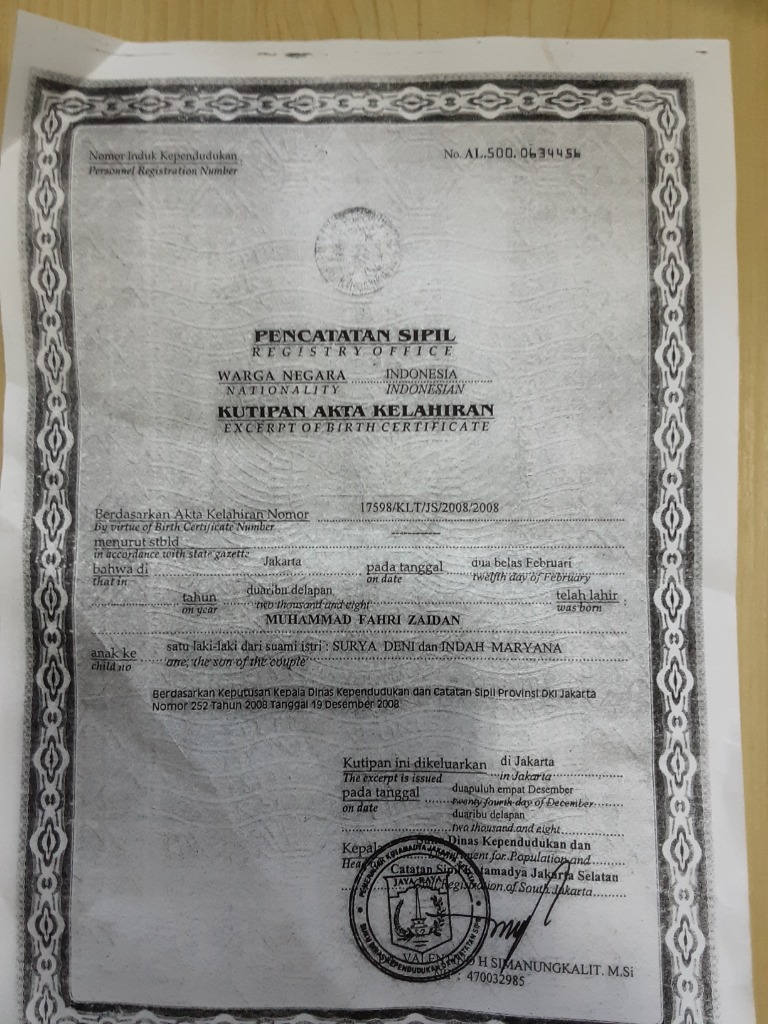 Nomor Induk Kependudukan
Personnel Registration Number
No. AL.500.0634456
PENCATATAN SIPIL
REGISTRY OFFICE
WARGA NEGARA INDONESIA
NATIONALITY INDONESIAN
KUTIPAN AKTA KELAHIRAN
EXCERPT OF BIRTH CERTIFICATE
Berdasarkan Akta Kelahiran Nomor 17598/KLT/JS/2008/2008
By virtue of Birth Certificate Number
menurut stbld ----------
in accordance with state gazette
bahwa di Jakarta pada tanggal dua belas Februari
that in on date twelfth day of February
tahun duaribu delapan telah lahir
on year two thousand and eight was born
MUHAMMAD FAHRI ZAIDAN
anak ke satu laki-laki dari suami istri : SURYA DENI dan INDAH MARYANA
child no one, the son of the couple
Berdasarkan Keputusan Kepala Dinas Kependudukan dan Catatan Sipil Provinsi DKI Jakarta
Nomor 252 Tahun 2008 Tanggal 19 Desember 2008
Kutipan ini dikeluarkan di Jakarta
The excerpt is issued in Jakarta
pada tanggal duapuluh empat Desember
on date twenty fourth day of December
duaribu delapan
two thousand and eight
Kepala Dinas Kependudukan dan
for Population and
Catatan Sipil Kotamadya Jakarta Selatan
Registration of South Jakarta
JAYA RAYA
H SIMANUNGKALIT. M.Si
: 470032985